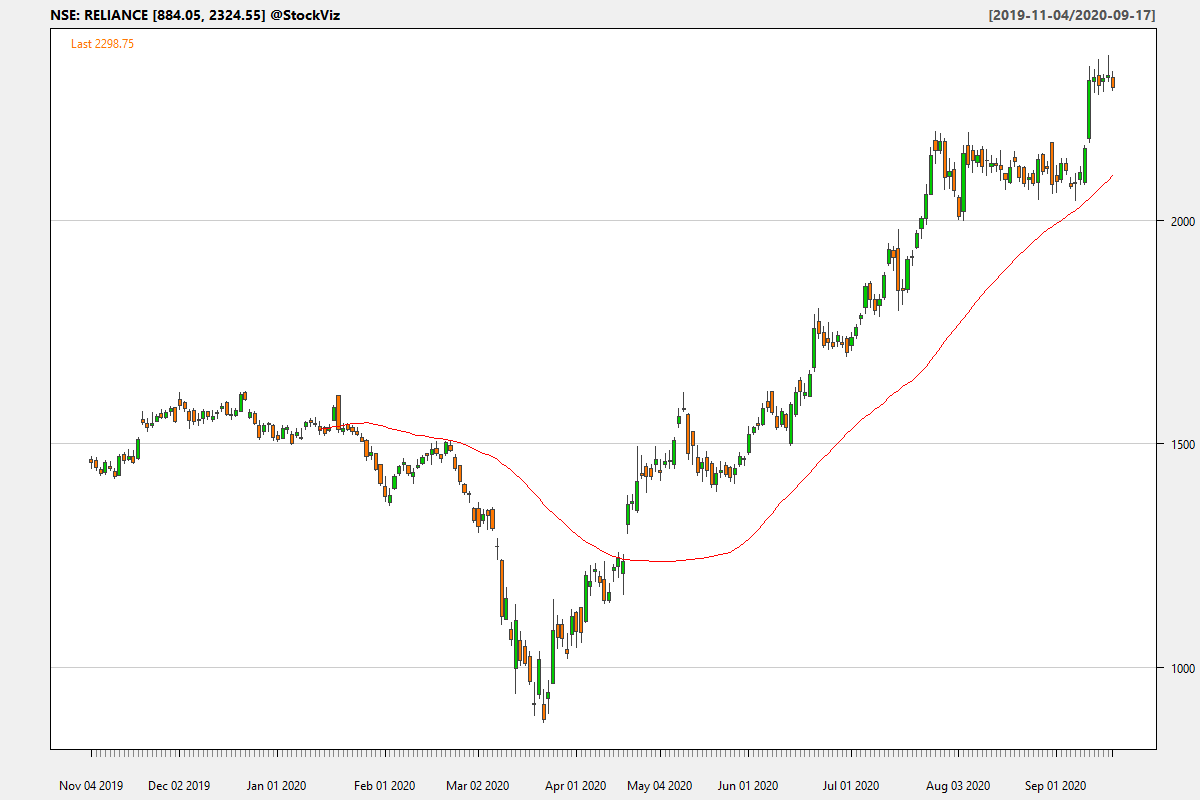 NSE: RELIANCE [884.05, 2324.55] @StockViz
[2019-11-04/2020-09-17]
Last 2298.75
2000
1500
1000
Nov 04 2019 Dec 02 2019 Jan 01 2020 Feb 01 2020 Mar 02 2020 Apr 01 2020 May 04 2020 Jun 01 2020 Jul 01 2020 Aug 03 2020 Sep 01 2020